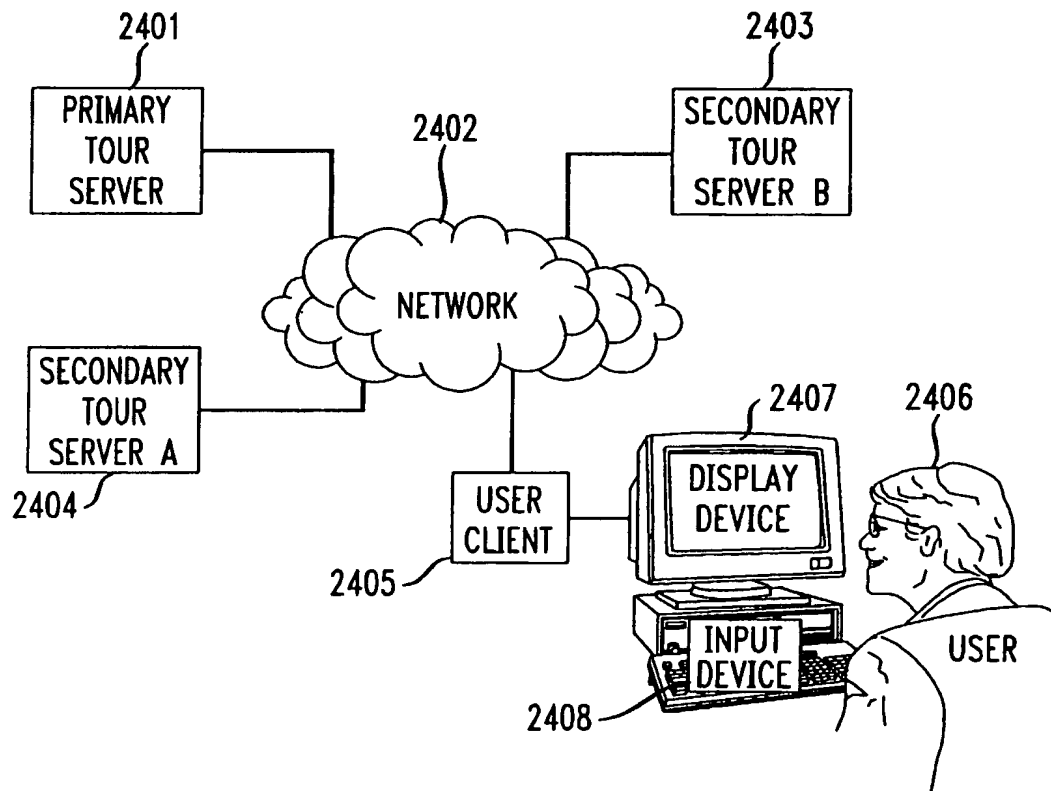 2401
PRIMARY
TOUR
SERVER
2402
2403
SECONDARY
TOUR
SERVER B
NETWORK
SECONDARY
TOUR
SERVER A
2404
USER
CLIENT
2405
2407
DISPLAY
DEVICE
2406
INPUT
DEVICE
2408
USER